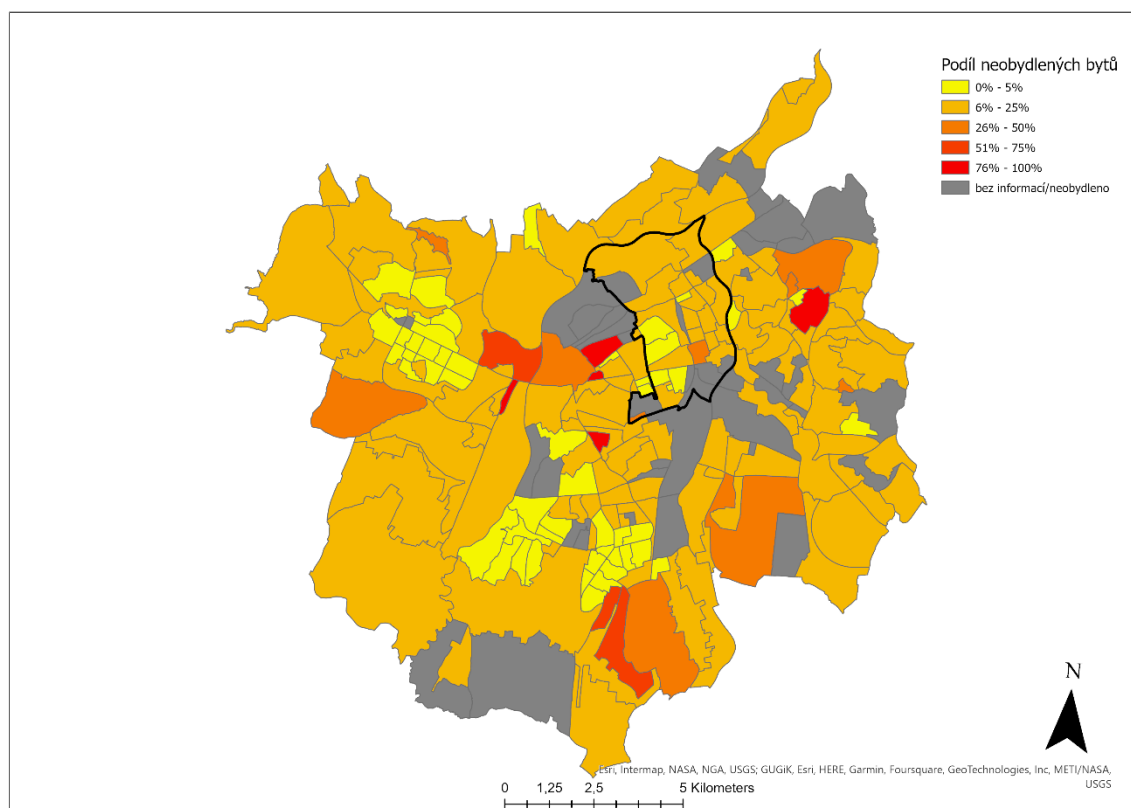 Podíl neobydlených bytů
0% - 5%
6% - 25%
26% - 50%
51% - 75%
76% - 100%
bez informací/neobydleno
N
Esri, Intermap, NASA, NGA, USGS; GUGiK, Esri, HERE, Garmin, Foursquare, GeoTechnologies, Inc, METI/NASA,
USGS
0 1,25 2,5 5 Kilometers